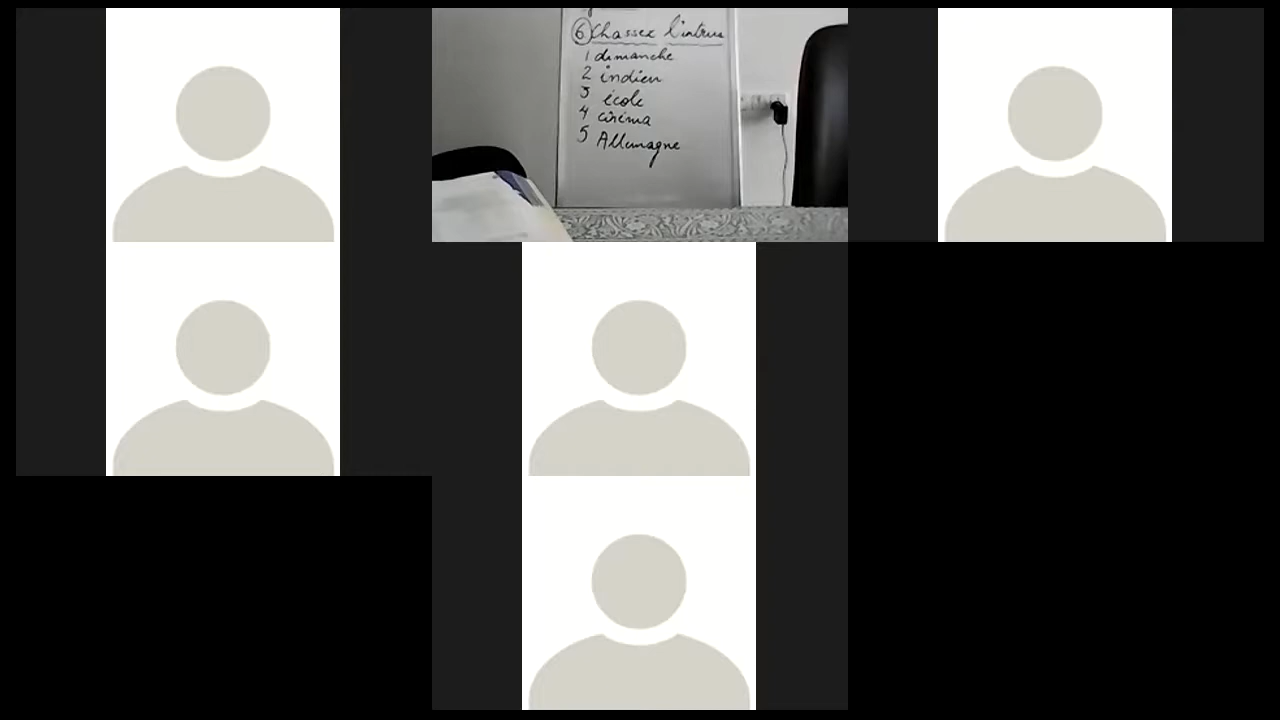 6 Chassez l'intrus
1 dimanche
2 indien
3 école
4 cinéma
5 Allemagne